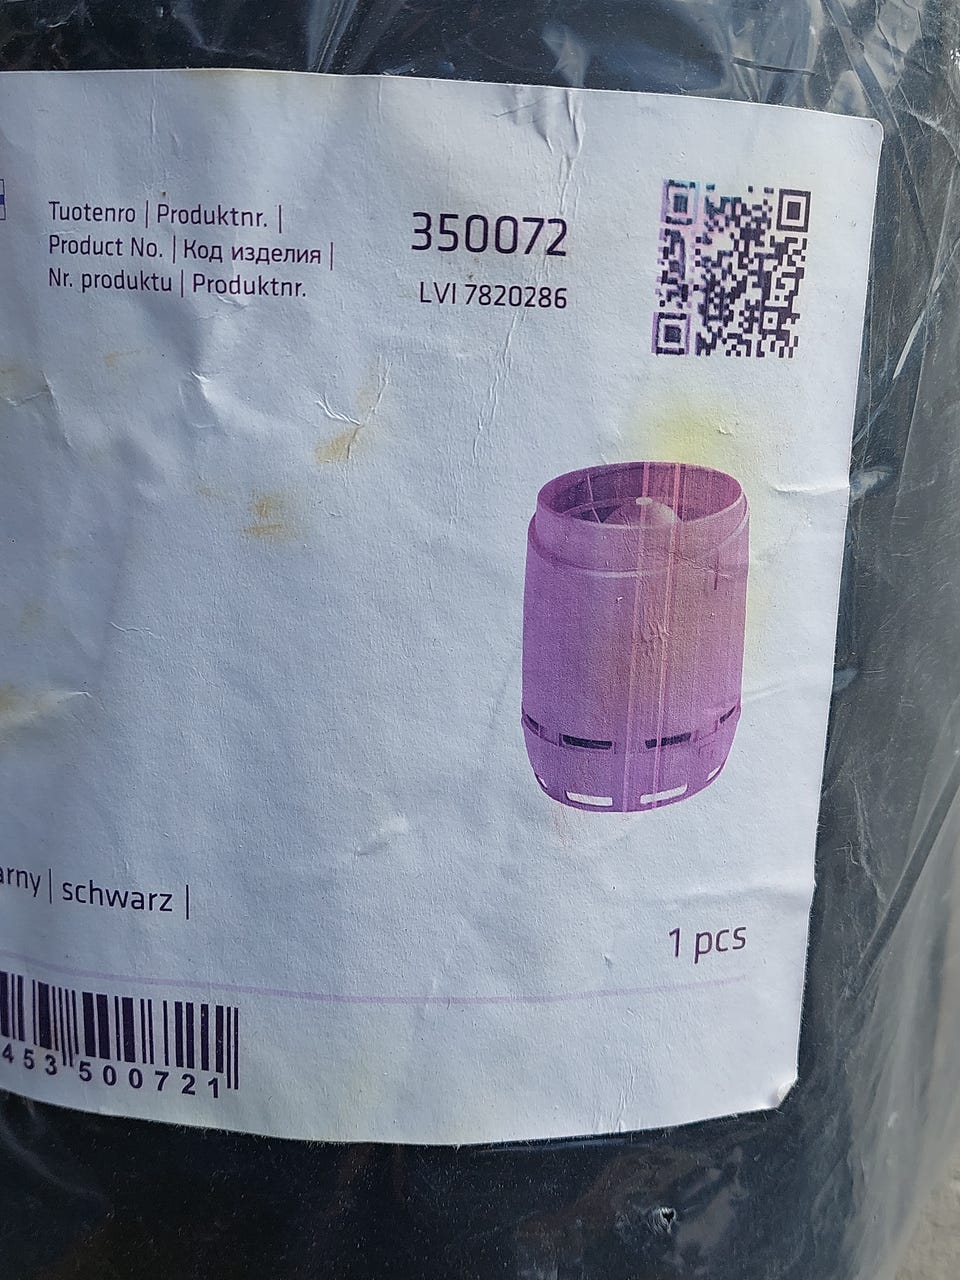 Tuotenro | Produktnr. |
Product No. | Код изделия |
Nr. produktu | Produktnr.
350072
LVI 7820286
arny | schwarz |
1 pcs
453 500721